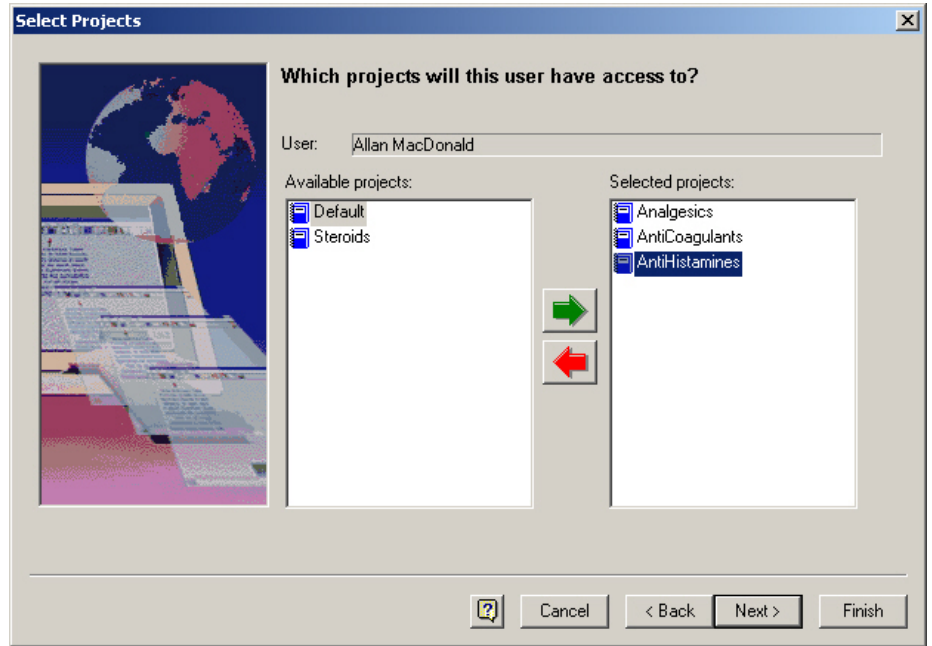 Select Projects
Which projects will this user have access to?
User: Allan MacDonald
Available projects:
Default
Steroids
Selected projects:
Analgesics
AntiCoagulants
AntiHistamines
Cancel
< Back
Next >
Finish